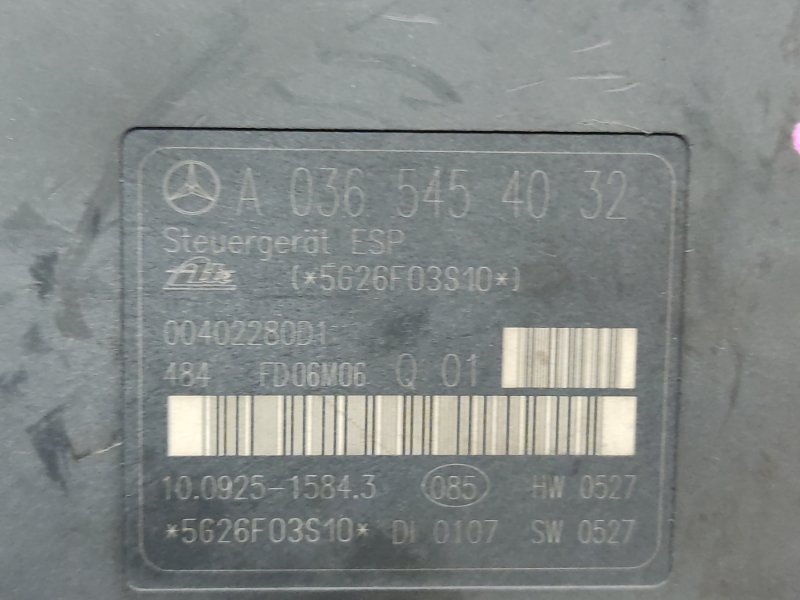 A 036 545 40 32
Steuergerät ESP
Ate (*5G26F03S10*)
00402280D1
484 FD06M06 Q 01
10.0925-1584.3 085 HW 0527
*5G26F03S10* DI 0107 SW 0527